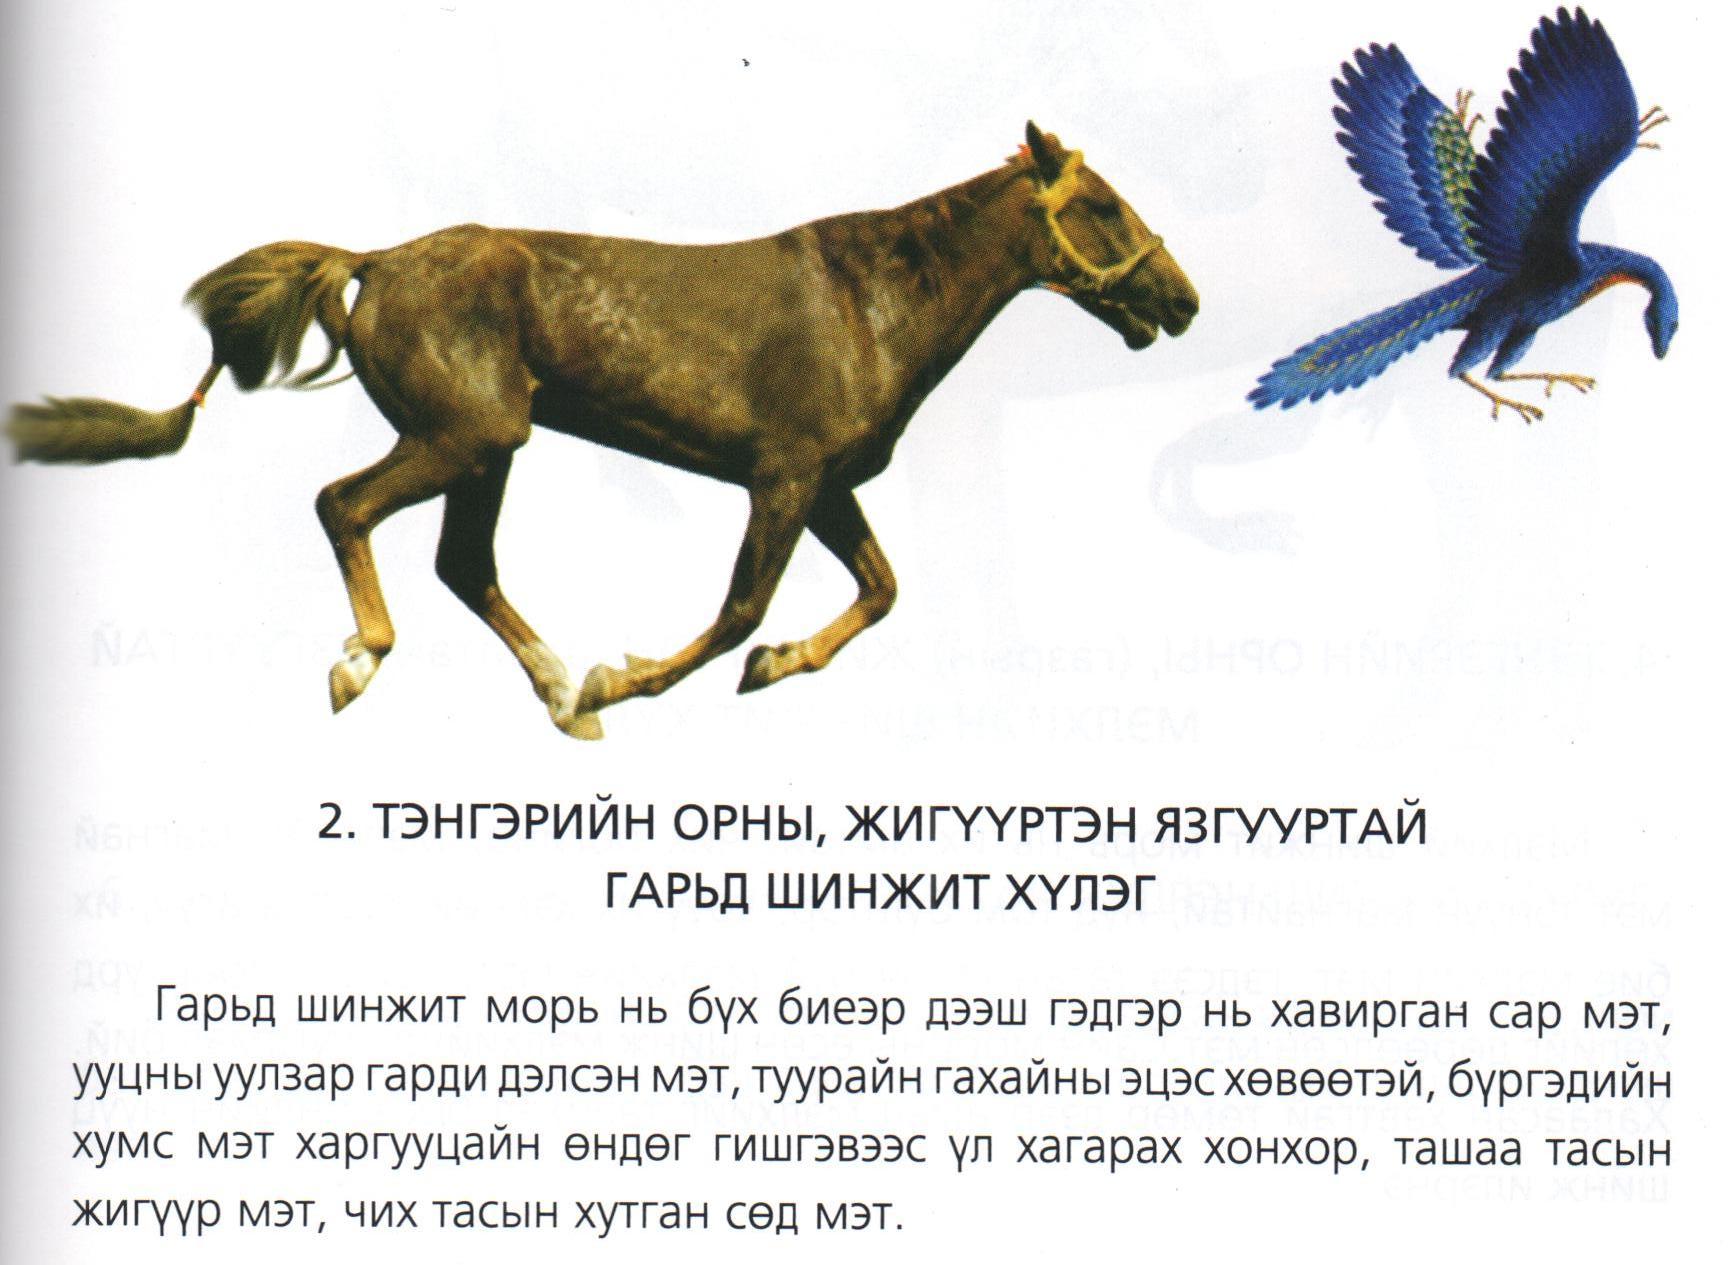 2. ТЭНГЭРИЙН ОРНЫ, ЖИГҮҮРТЭН ЯЗГУУРТАЙ
ГАРЬД ШИНЖИТ ХҮЛЭГ
Гарьд шинжит морь нь бүх биеэр дээш гэдгэр нь хавирган сар мэт,
ууцны уулзар гарди дэлсэн мэт, туурайн гахайны эцэс хөвөөтэй, бүргэдийн
хумс мэт харгууцайн өндөг гишгэвээс үл хагарах хонхор, ташаа тасын
жигүүр мэт, чих тасын хутган сөд мэт.